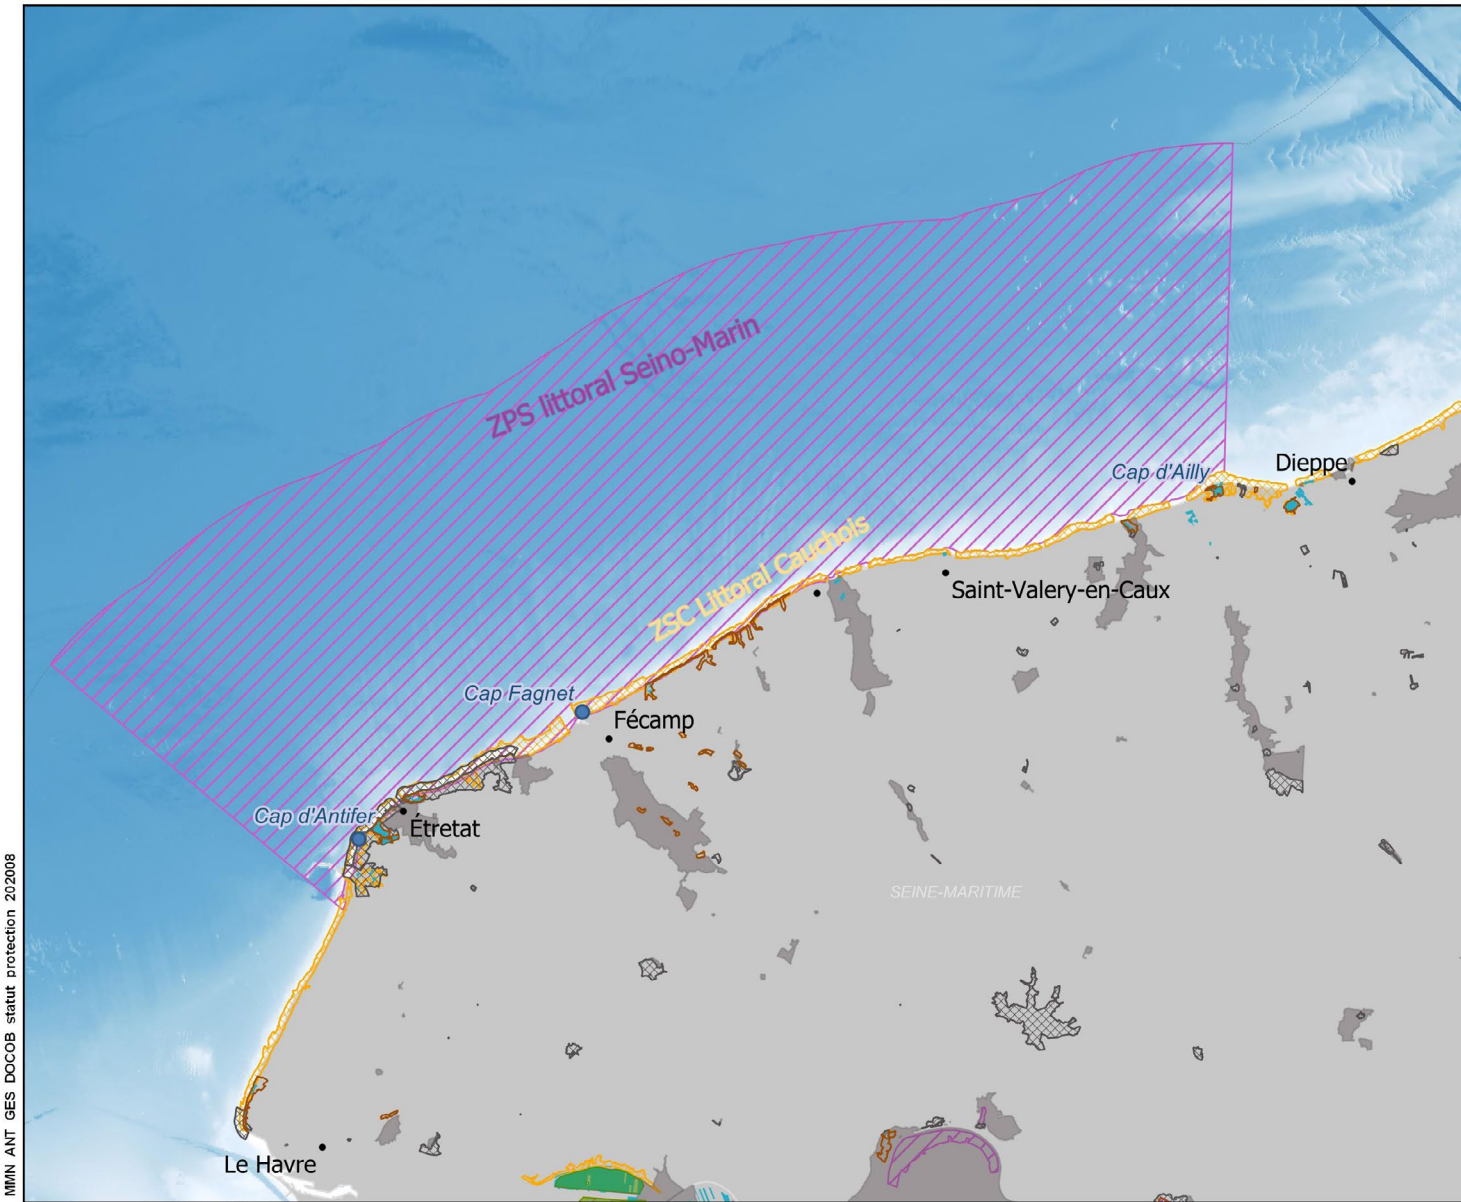 ZPS littoral Seino-Marin
Cap d'Ailly
Dieppe
ZSC Littoral Cauchois
Saint-Valery-en-Caux
Cap Fagnet
Fécamp
Cap d'Antifer
Étretat
SEINE-MARITIME
Le Havre
MMN ANT GES DOCOB statut protection 202008